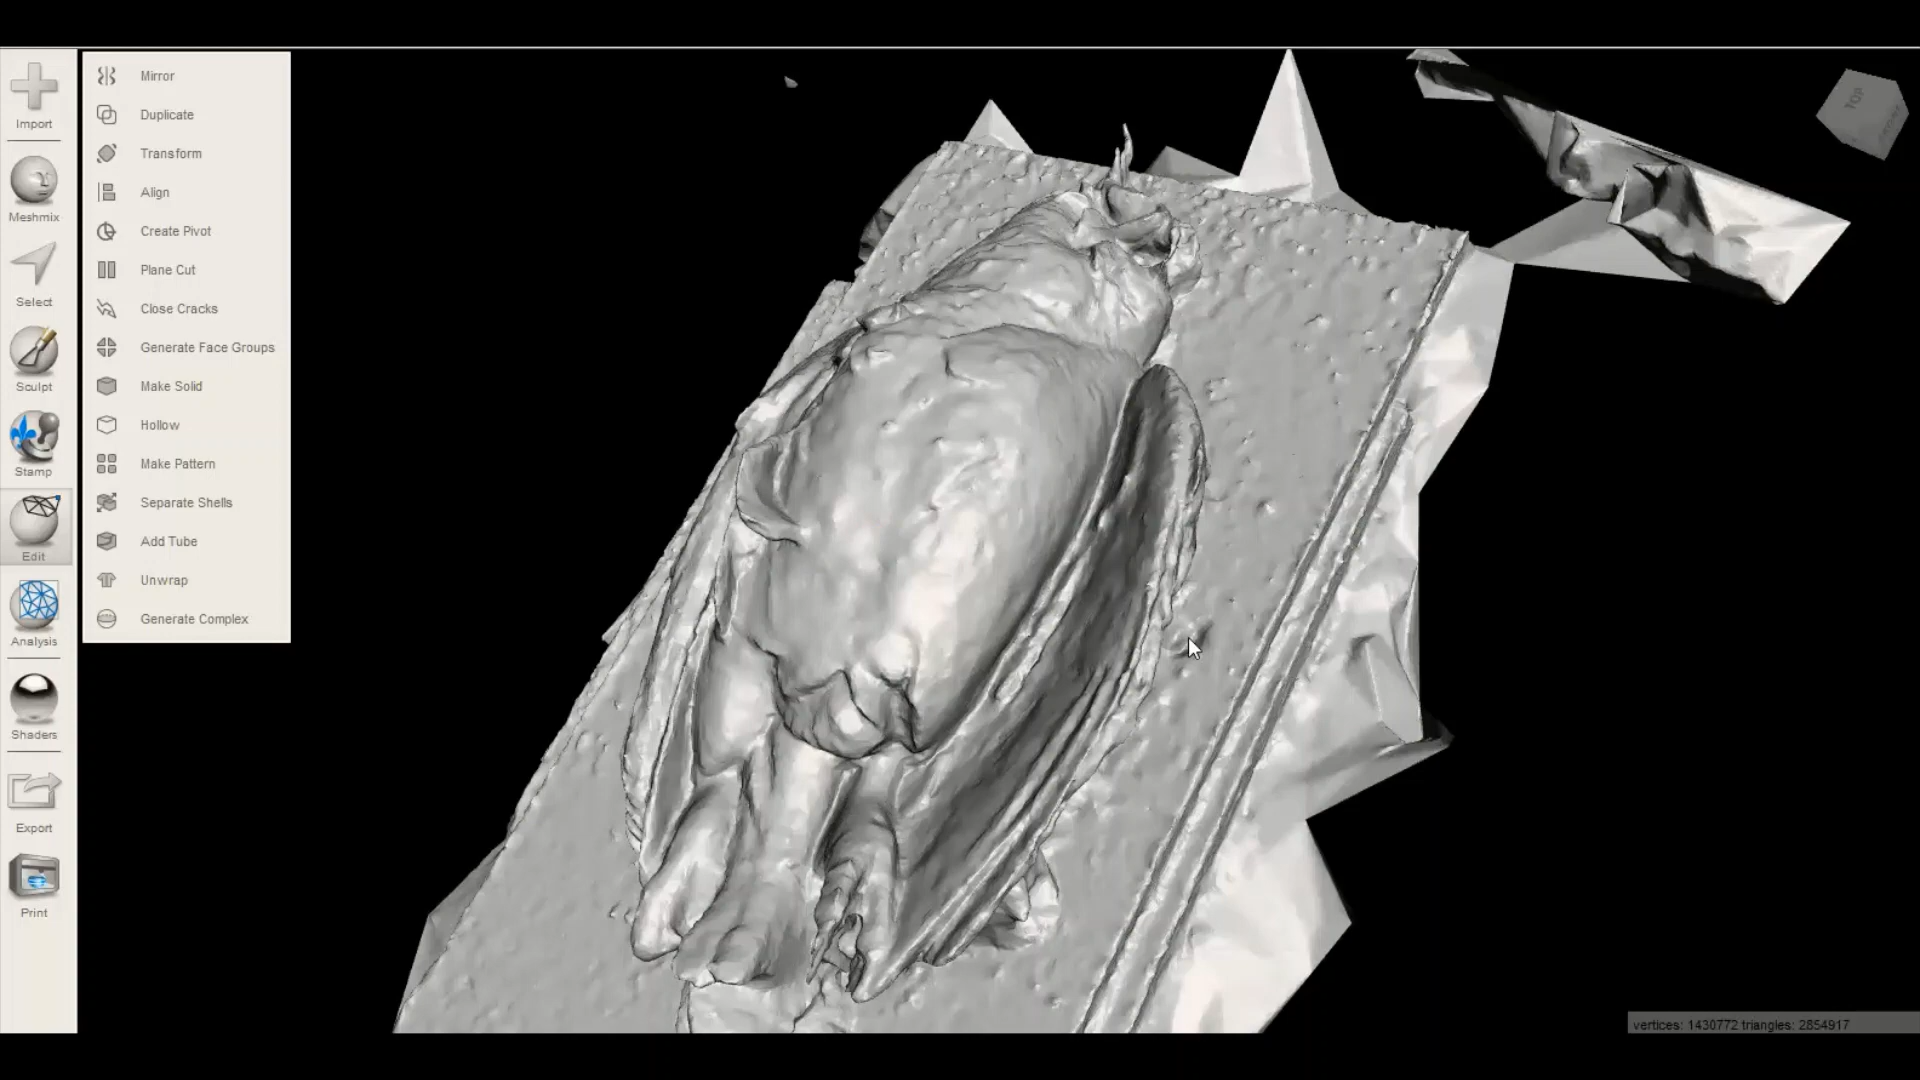 Import
Meshmix
Select
Sculpt
Stamp
Edit
Analysis
Shaders
Export
Print
Mirror
Duplicate
Transform
Align
Create Pivot
Plane Cut
Close Cracks
Generate Face Groups
Make Solid
Hollow
Make Pattern
Separate Shells
Add Tube
Unwrap
Generate Complex
TOP
vertices: 1430772 triangles: 2854917